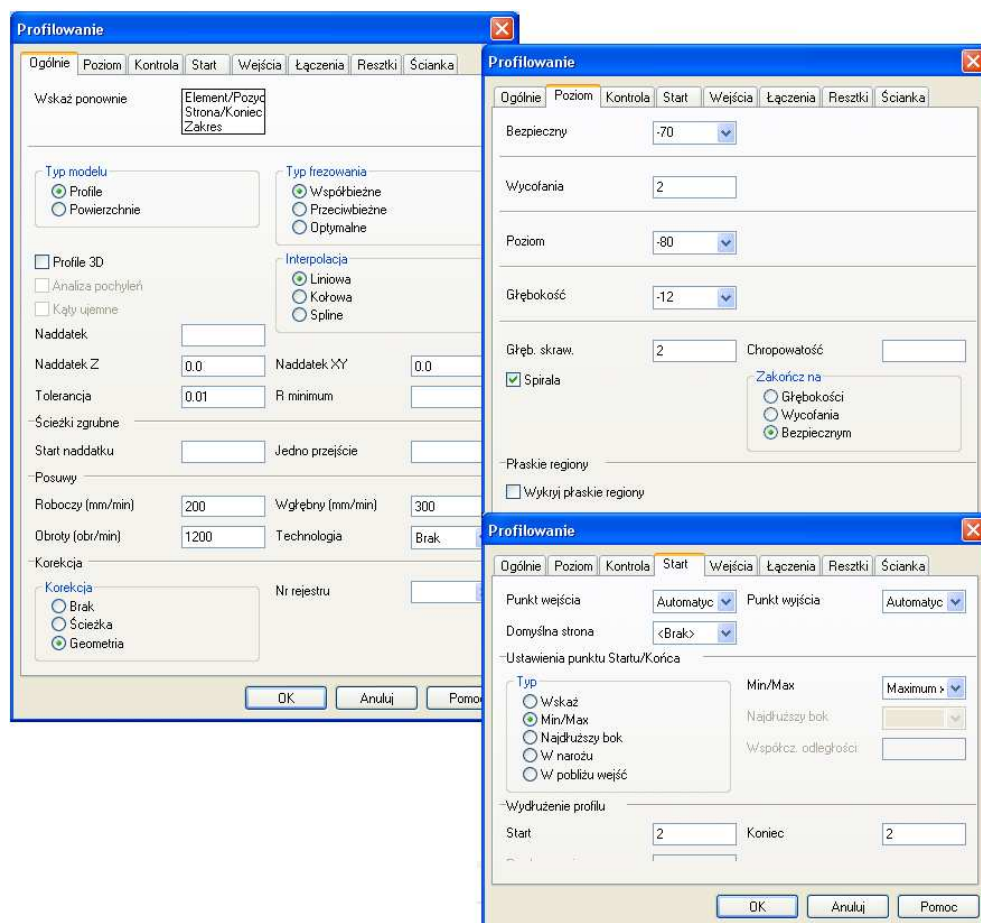 Profilowanie
Ogólnie Poziom Kontrola Start Wejścia Łączenia Resztki Ścianka
Wskaż ponownie
Element/Pozyc
Strona/Koniec
Zakres
Typ modelu
Profile
Powierzchnie
Typ frezowania
Współbieżne
Przeciwbieżne
Optymalne
Profile 3D
Analiza pochyleń
Kąty ujemne
Interpolacja
Liniowa
Kołowa
Spline
Naddatek
Naddatek Z 0.0 Naddatek XY 0.0
Tolerancja 0.01 R minimum
Ścieżki zgrubne
Start naddatku Jedno przejście
Posuwy
Roboczy (mm/min) 200 Wgłębny (mm/min) 300
Obroty (obr/min) 1200 Technologia Brak
Korekcja
Korekcja
Brak
Ścieżka
Geometria
Nr rejestru
OK Anuluj
Profilowanie
Ogólnie Poziom Kontrola Start Wejścia Łączenia Resztki Ścianka
Bezpieczny -70
Wycofania 2
Poziom -80
Głębokość -12
Głęb. skraw. 2 Chropowatość
Spirala
Zakończ na
Głębokości
Wycofania
Bezpiecznym
Płaskie regiony
Wykryj płaskie regiony
Profilowanie
Ogólnie Poziom Kontrola Start Wejścia Łączenia Resztki Ścianka
Punkt wejścia Automatyc Punkt wyjścia Automatyc
Domyślna strona <Brak>
Ustawienia punktu Startu/Końca
Typ
Wskaż
Min/Max
Najdłuższy bok
W narożu
W pobliżu wejść
Min/Max Maximum
Najdłuższy bok
Współcz. odległości
Wydłużenie profilu
Start 2 Koniec 2
OK Anuluj Pomoc